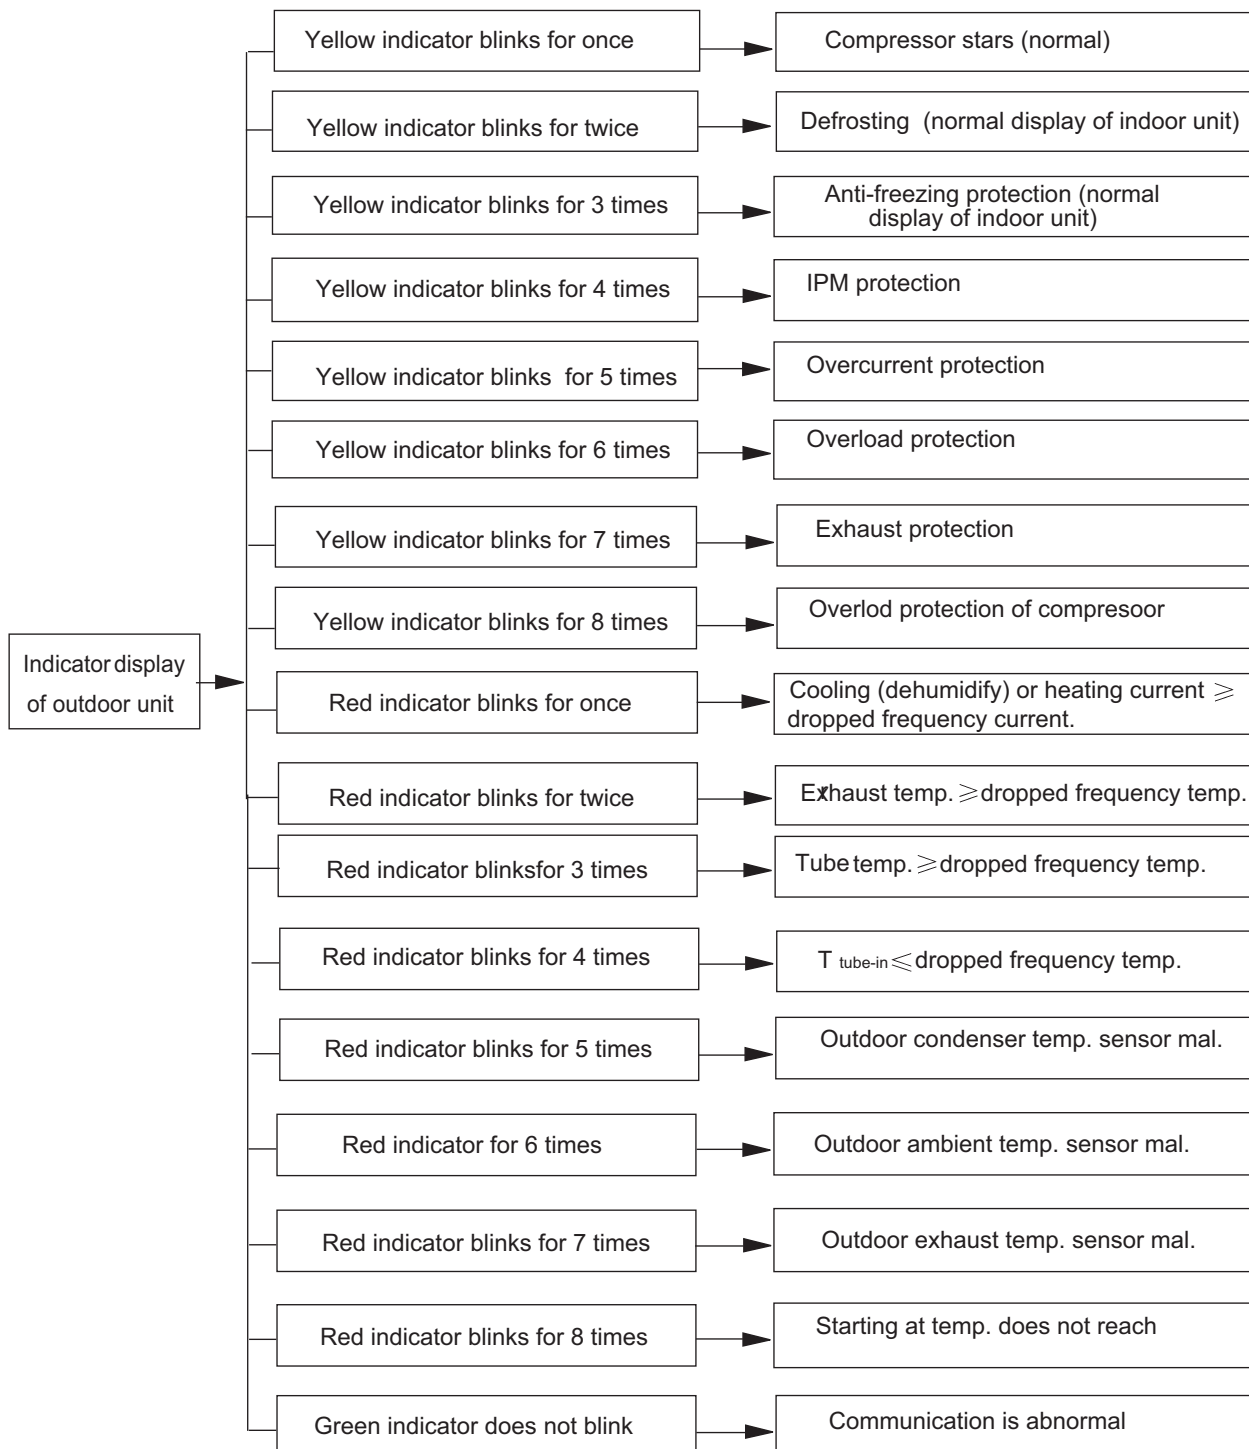 Yellow indicator blinks for once
Compressor stars (normal)
Yellow indicator blinks for twice
Defrosting (normal display of indoor unit)
Yellow indicator blinks for 3 times
Anti-freezing protection (normal
display of indoor unit)
Yellow indicator blinks for 4 times
IPM protection
Yellow indicator blinks for 5 times
Overcurrent protection
Yellow indicator blinks for 6 times
Overload protection
Yellow indicator blinks for 7 times
Exhaust protection
Yellow indicator blinks for 8 times
Overlod protection of compresoor
Indicator display
of outdoor unit
Red indicator blinks for once
Cooling (dehumidify) or heating current ≥
dropped frequency current.
Red indicator blinks for twice
Exhaust temp. ≥dropped frequency temp.
Red indicator blinksfor 3 times
Tube temp. ≥dropped frequency temp.
Red indicator blinks for 4 times
T tube-in ≤dropped frequency temp.
Red indicator blinks for 5 times
Outdoor condenser temp. sensor mal.
Red indicator for 6 times
Outdoor ambient temp. sensor mal.
Red indicator blinks for 7 times
Outdoor exhaust temp. sensor mal.
Red indicator blinks for 8 times
Starting at temp. does not reach
Green indicator does not blink
Communication is abnormal